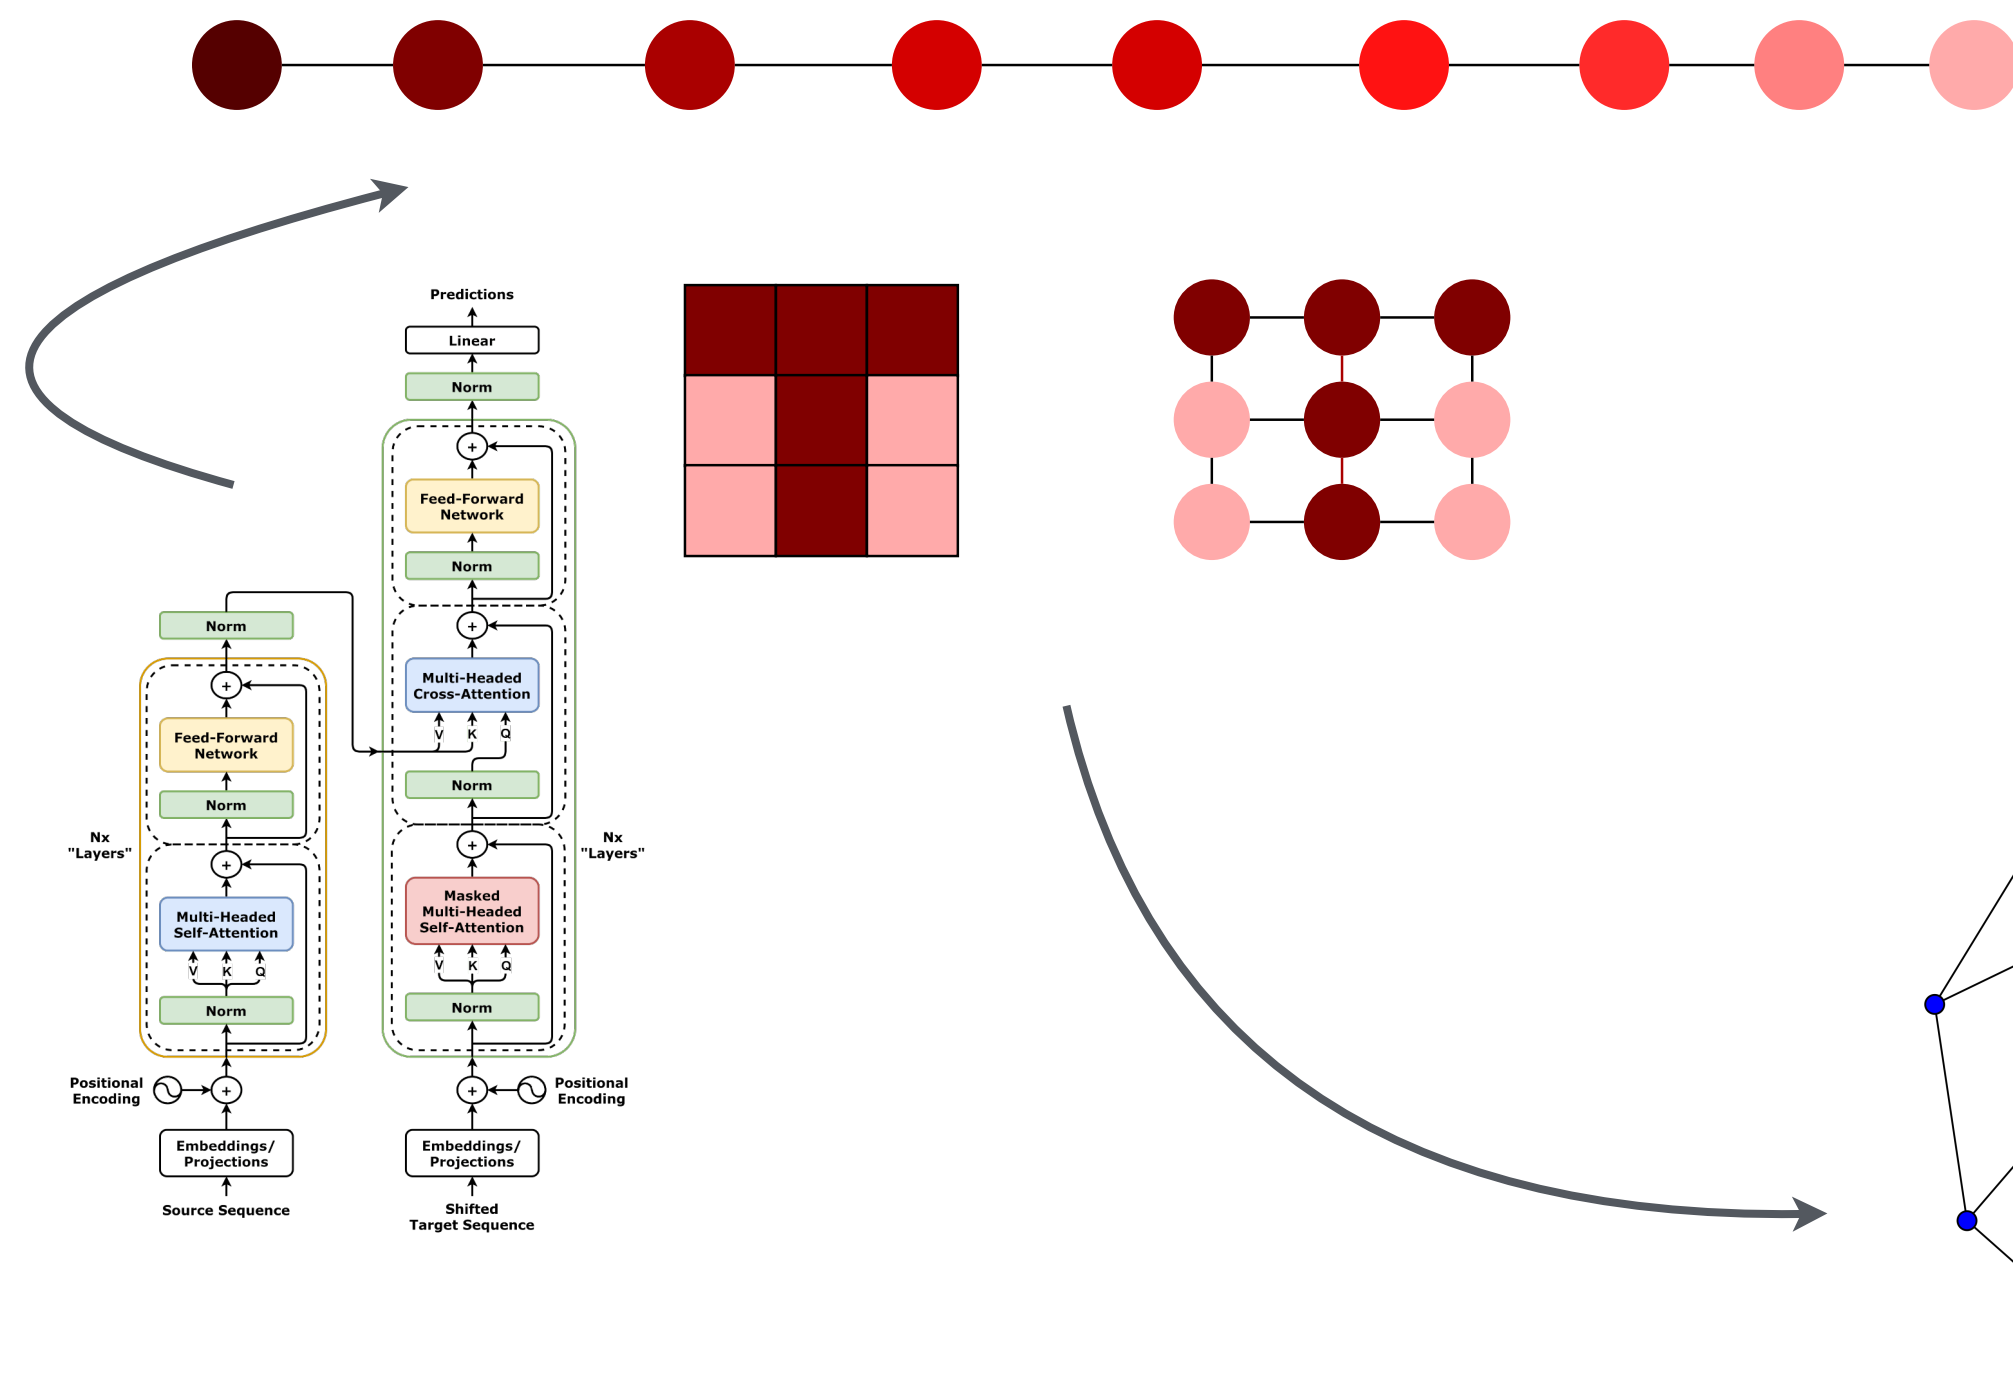 Predictions
Linear
Norm
+
Feed-Forward
Network
Norm
+
Multi-Headed
Cross-Attention
V K Q
Norm
+
Masked
Multi-Headed
Self-Attention
V K Q
Norm
Nx
"Layers"
+
Positional
Encoding
Embeddings/
Projections
Shifted
Target Sequence
Norm
+
Feed-Forward
Network
Norm
Nx
"Layers"
+
Multi-Headed
Self-Attention
V K Q
Norm
Positional
Encoding
+
Embeddings/
Projections
Source Sequence